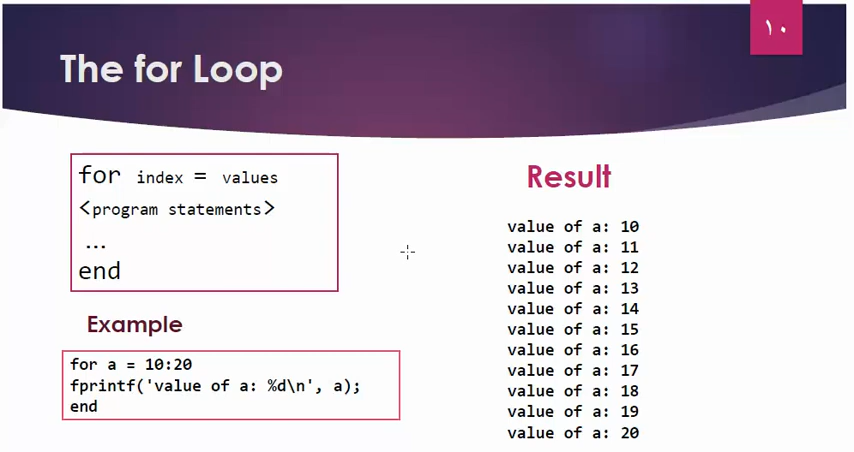 ١٠
The for Loop
for index = values
<program statements>
...
end
Example
for a = 10:20
fprintf('value of a: %d\n', a);
end
Result
value of a: 10
value of a: 11
value of a: 12
value of a: 13
value of a: 14
value of a: 15
value of a: 16
value of a: 17
value of a: 18
value of a: 19
value of a: 20